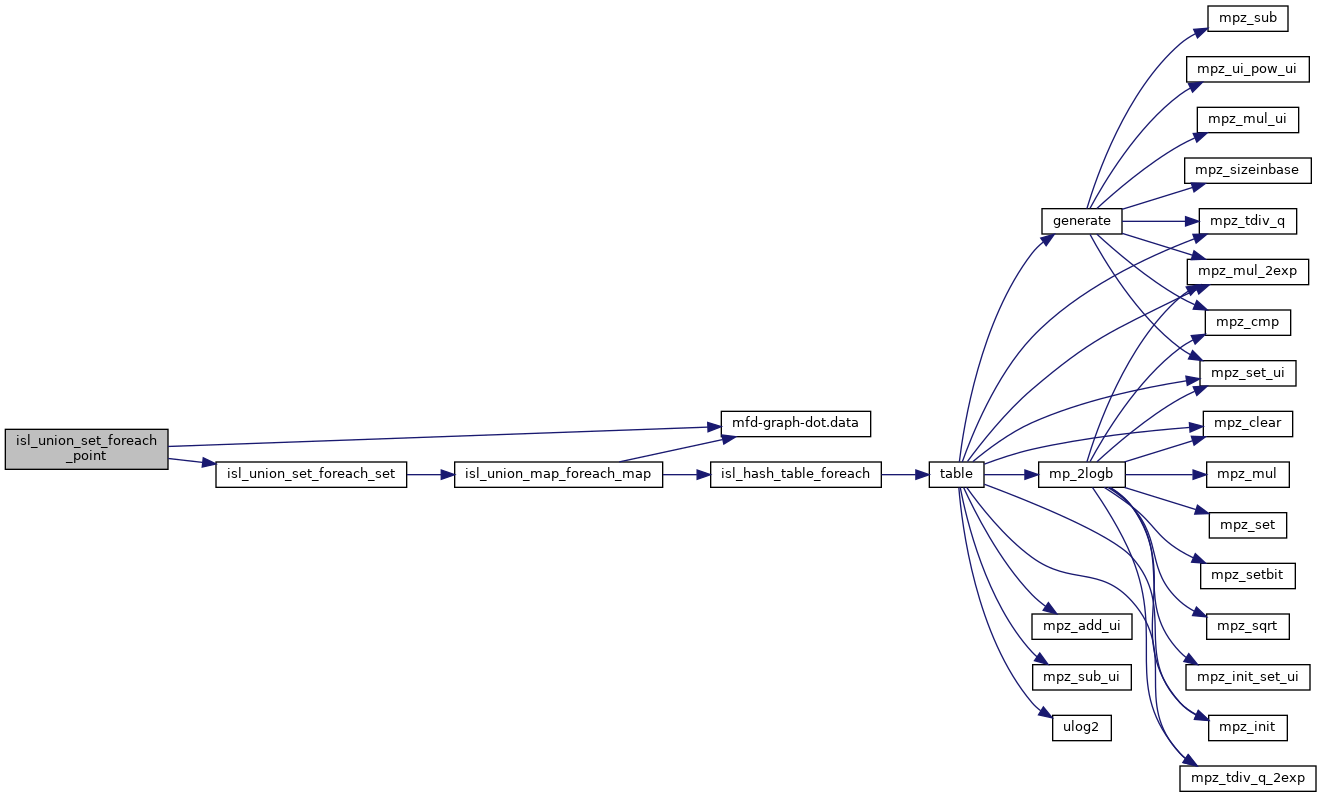 isl_union_set_foreach
_point
isl_union_set_foreach_set
isl_union_map_foreach_map
mfd-graph-dot.data
isl_hash_table_foreach
table
generate
mp_2logb
mpz_add_ui
mpz_sub_ui
ulog2
mpz_sub
mpz_ui_pow_ui
mpz_mul_ui
mpz_sizeinbase
mpz_tdiv_q
mpz_mul_2exp
mpz_cmp
mpz_set_ui
mpz_clear
mpz_mul
mpz_set
mpz_setbit
mpz_sqrt
mpz_init_set_ui
mpz_init
mpz_tdiv_q_2exp